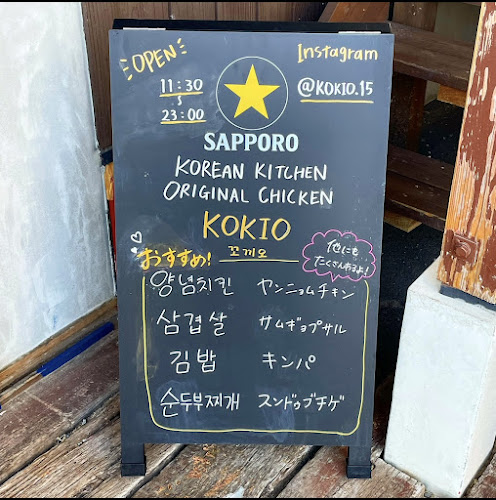 OPEN
11:30
~
23:00
Instagram
@KOKIO.15
SAPPORO
KOREAN KITCHEN
ORIGINAL CHICKEN
KOKIO
꼬끼오
おすすめ!
他にも
たくさんあるよ!
양념치킨 ヤンニョムチキン
삼겹살 サムギョプサル
김밥 キンパ
순두부찌개 スンドゥブチゲ